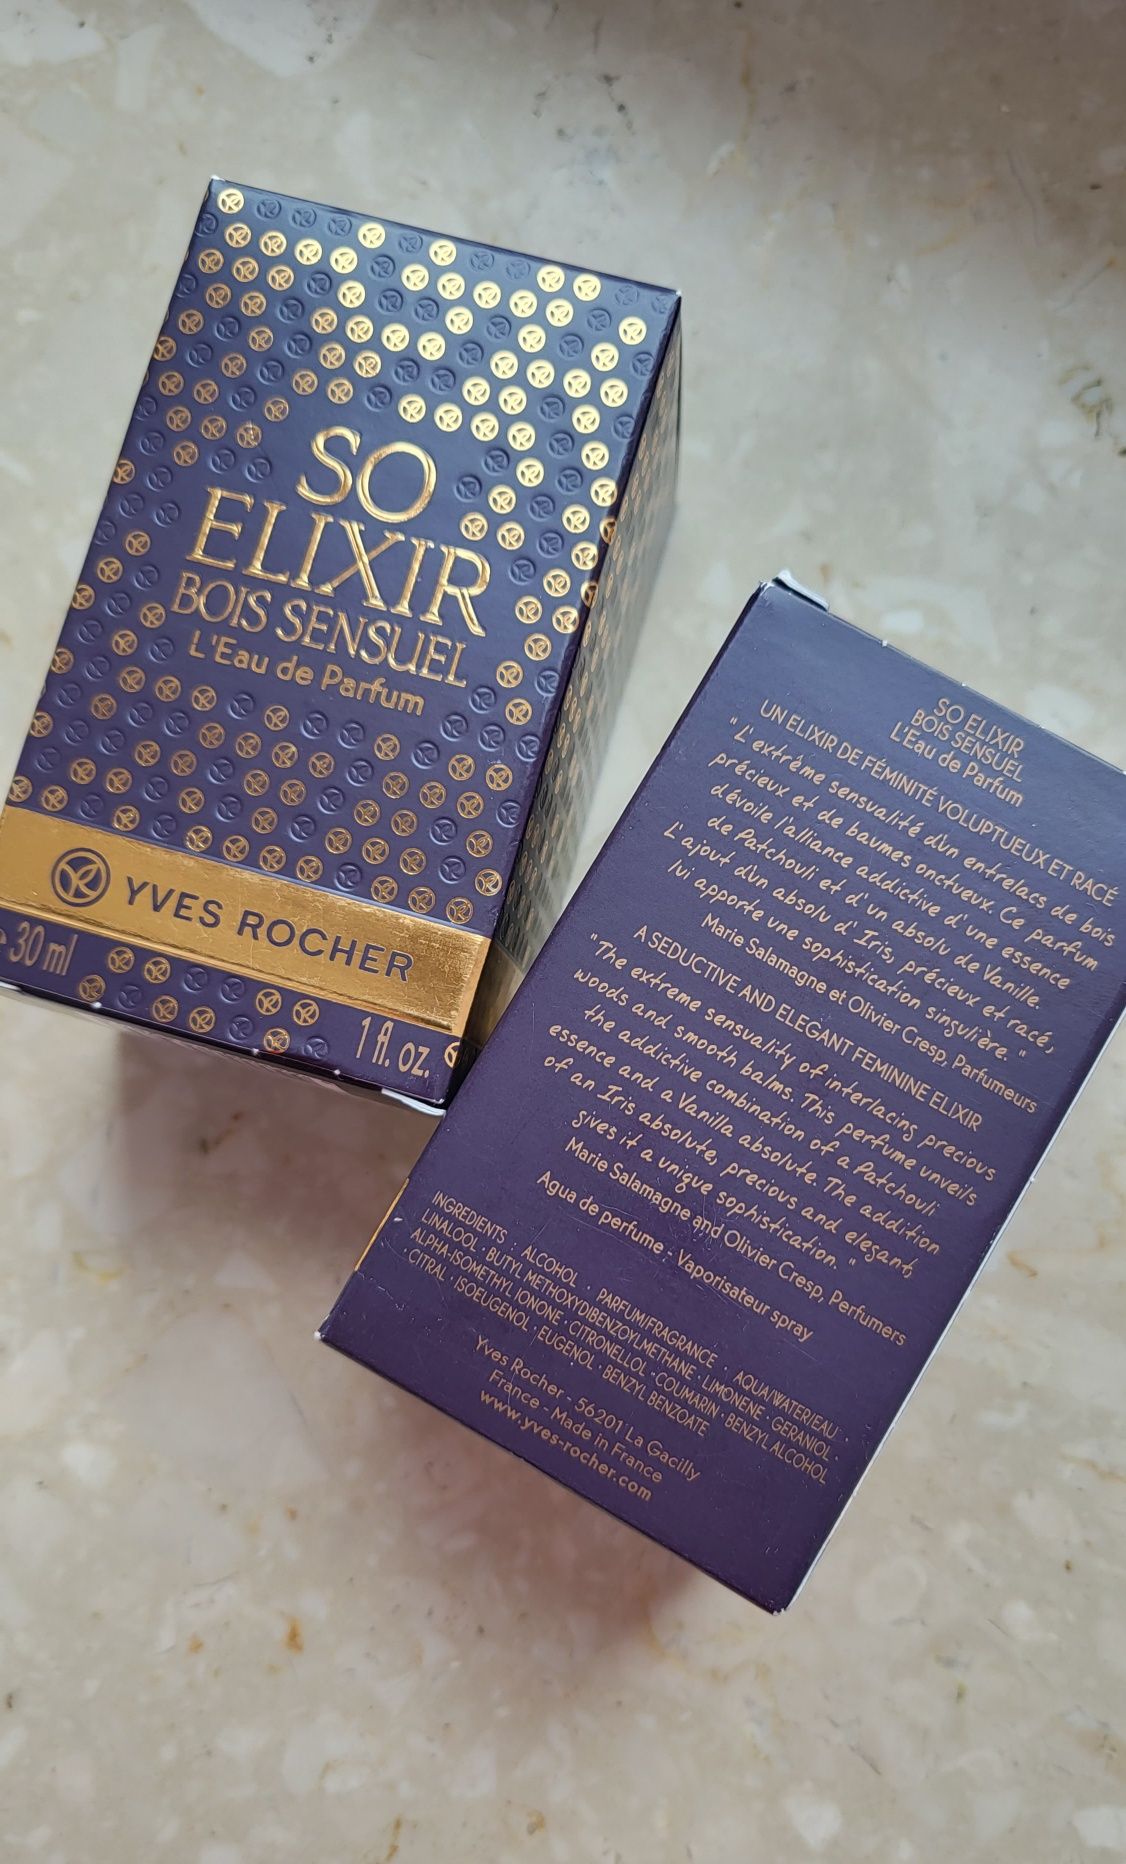 SO
ELIXIR
BOIS SENSUEL
L'Eau de Parfum
YVES ROCHER
e 30 ml
1 fl. oz.
SO ELIXIR
BOIS SENSUEL
L'Eau de Parfum
UN ELIXIR DE FÉMINITÉ VOLUPTUEUX ET RACÉ
"L'extrême sensualité d'un entrelacs de bois
précieux et de baumes onctueux. Ce parfum
dévoile l'alliance addictive d'une essence
de Patchouli et d'un absolu de Vanille.
L'ajout d'un absolu d'Iris, précieux et racé,
lui apporte une sophistication singulière."
Marie Salamagne et Olivier Cresp, Parfumeurs
A SEDUCTIVE AND ELEGANT FEMININE ELIXIR
"The extreme sensuality of interlacing precious
woods and smooth balms. This perfume unveils
the addictive combination of a Patchouli
essence and a Vanilla absolute. The addition
of an Iris absolute, precious and elegant,
gives it a unique sophistication."
Marie Salamagne and Olivier Cresp, Perfumers
Agua de perfume - Vaporisateur spray
INGREDIENTS : ALCOHOL · PARFUM/FRAGRANCE · AQUA/WATER/EAU ·
LINALOOL · BUTYL METHOXYDIBENZOYLMETHANE · LIMONENE · GERANIOL ·
ALPHA-ISOMETHYL IONONE · CITRONELLOL · COUMARIN · BENZYL ALCOHOL
· CITRAL · ISOEUGENOL · EUGENOL · BENZYL BENZOATE
Yves Rocher - 56201 La Gacilly
France - Made in France
www.yves-rocher.com